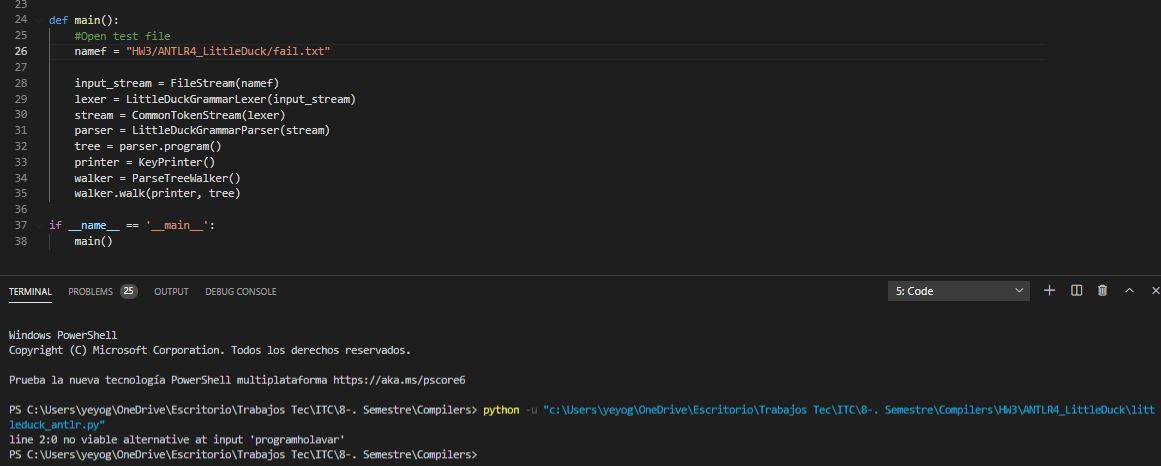 23
24 def main():
25 #Open test file
26 namef = "HW3/ANTLR4_LittleDuck/fail.txt"
27
28 input_stream = FileStream(namef)
29 lexer = LittleDuckGrammarLexer(input_stream)
30 stream = CommonTokenStream(lexer)
31 parser = LittleDuckGrammarParser(stream)
32 tree = parser.program()
33 printer = KeyPrinter()
34 walker = ParseTreeWalker()
35 walker.walk(printer, tree)
36
37 if __name__ == '__main__':
38 main()
TERMINAL PROBLEMS 25 OUTPUT DEBUG CONSOLE 5: Code
Windows PowerShell
Copyright (C) Microsoft Corporation. Todos los derechos reservados.
Prueba la nueva tecnología PowerShell multiplataforma https://aka.ms/pscore6
PS C:\Users\yeyog\OneDrive\Escritorio\Trabajos Tec\ITC\8-. Semestre\Compilers> python -u "c:\Users\yeyog\OneDrive\Escritorio\Trabajos Tec\ITC\8-. Semestre\Compilers\HW3\ANTLR4_LittleDuck\litt
leduck_antlr.py"
line 2:0 no viable alternative at input 'programholavar'
PS C:\Users\yeyog\OneDrive\Escritorio\Trabajos Tec\ITC\8-. Semestre\Compilers>